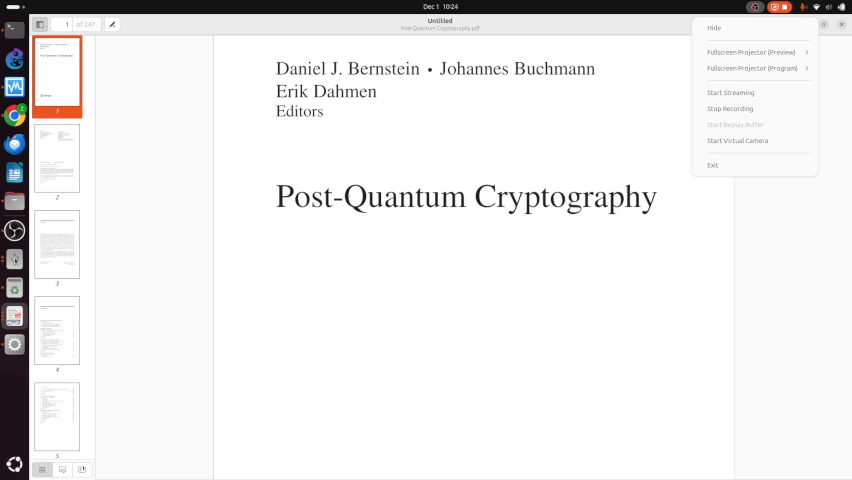 Dec 1 10:24
1 of 247
Untitled
Post-Quantum Cryptography.pdf
Daniel J. Bernstein • Johannes Buchmann
Erik Dahmen
Editors
Post-Quantum Cryptography
Hide
Fullscreen Projector (Preview)
Fullscreen Projector (Program)
Start Streaming
Stop Recording
Start Replay Buffer
Start Virtual Camera
Exit
1
2
3
4
5
2